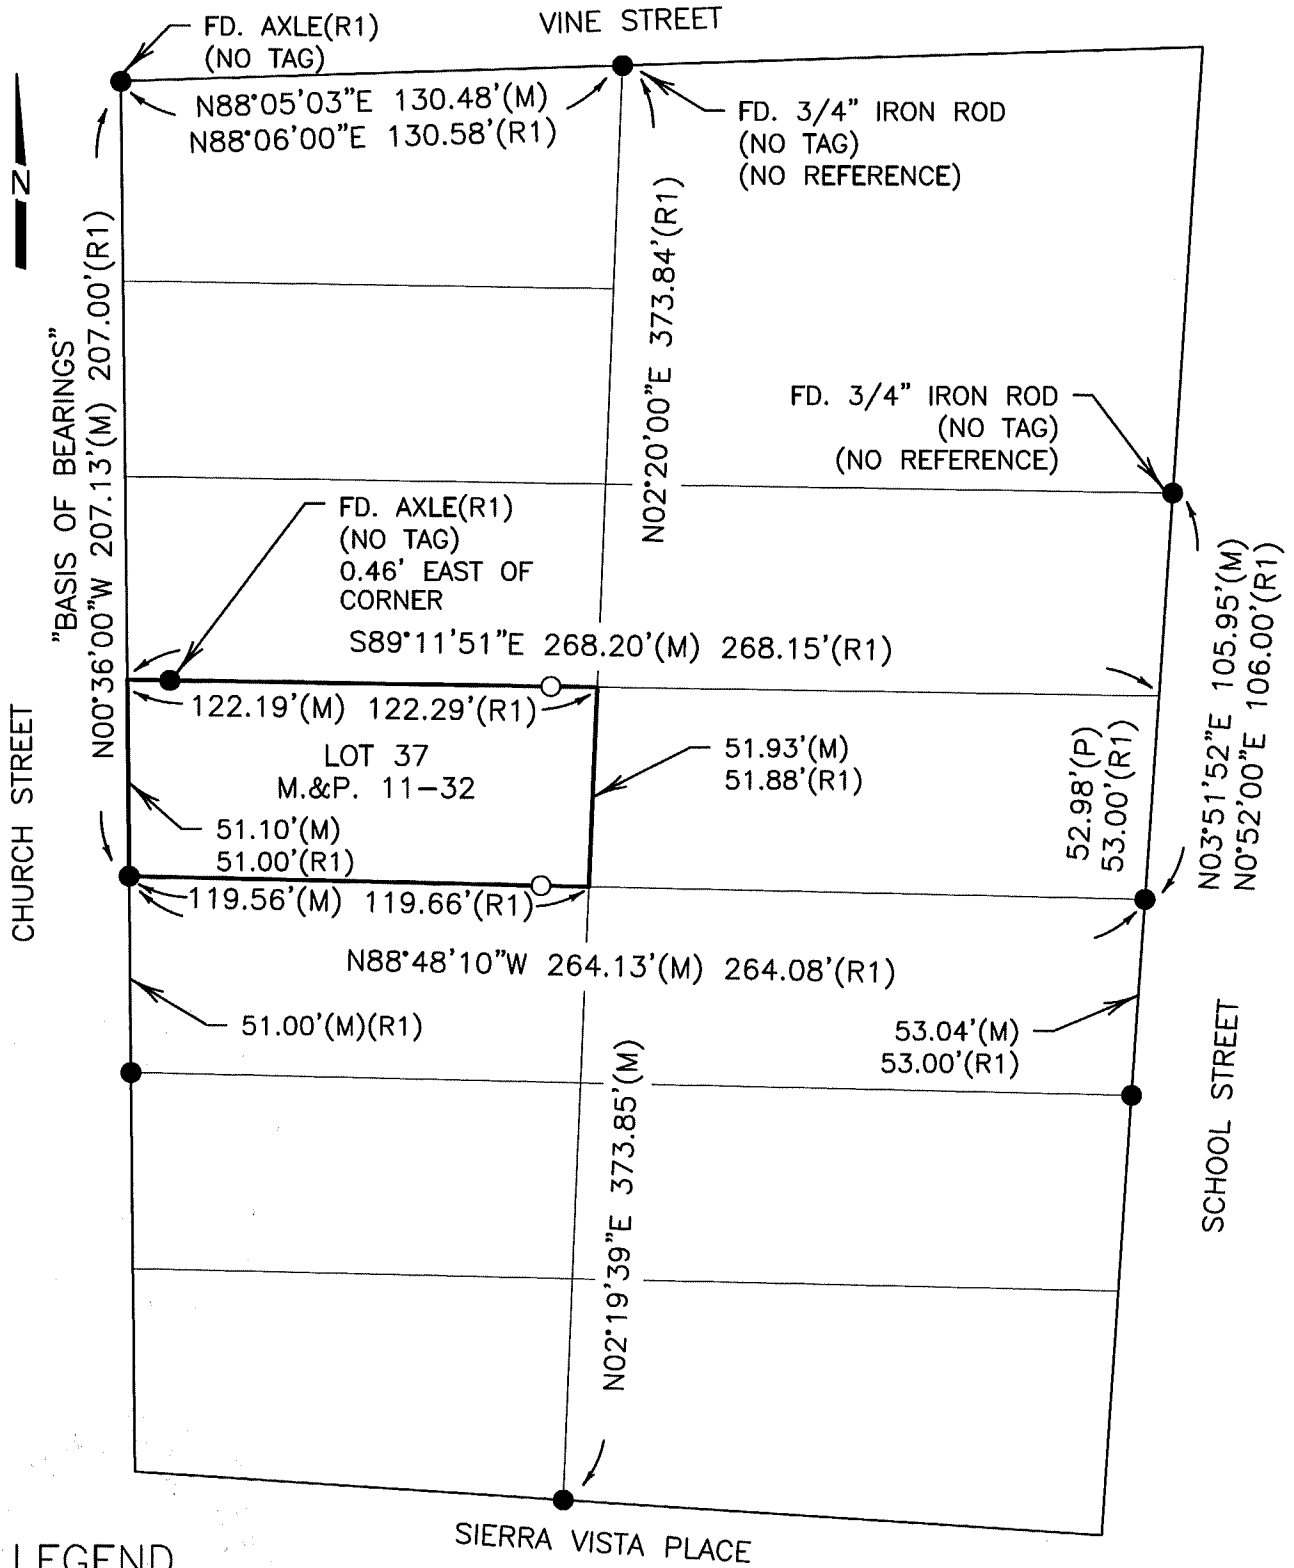 VINE STREET
FD. AXLE(R1)
(NO TAG)
N88°05'03"E 130.48'(M)
N88°06'00"E 130.58'(R1)
FD. 3/4" IRON ROD
(NO TAG)
(NO REFERENCE)
N
"BASIS OF BEARINGS"
N00°36'00"W 207.13'(M) 207.00'(R1)
N02°20'00"E 373.84'(R1)
FD. 3/4" IRON ROD
(NO TAG)
(NO REFERENCE)
FD. AXLE(R1)
(NO TAG)
0.46' EAST OF
CORNER
S89°11'51"E 268.20'(M) 268.15'(R1)
122.19'(M) 122.29'(R1)
LOT 37
M.&P. 11-32
51.93'(M)
51.88'(R1)
52.98'(P)
53.00'(R1)
N03°51'52"E 105.95'(M)
N0°52'00"E 106.00'(R1)
CHURCH STREET
51.10'(M)
51.00'(R1)
119.56'(M) 119.66'(R1)
N88°48'10"W 264.13'(M) 264.08'(R1)
51.00'(M)(R1)
53.04'(M)
53.00'(R1)
SCHOOL STREET
N02°19'39"E 373.85'(M)
SIERRA VISTA PLACE
LEGEND